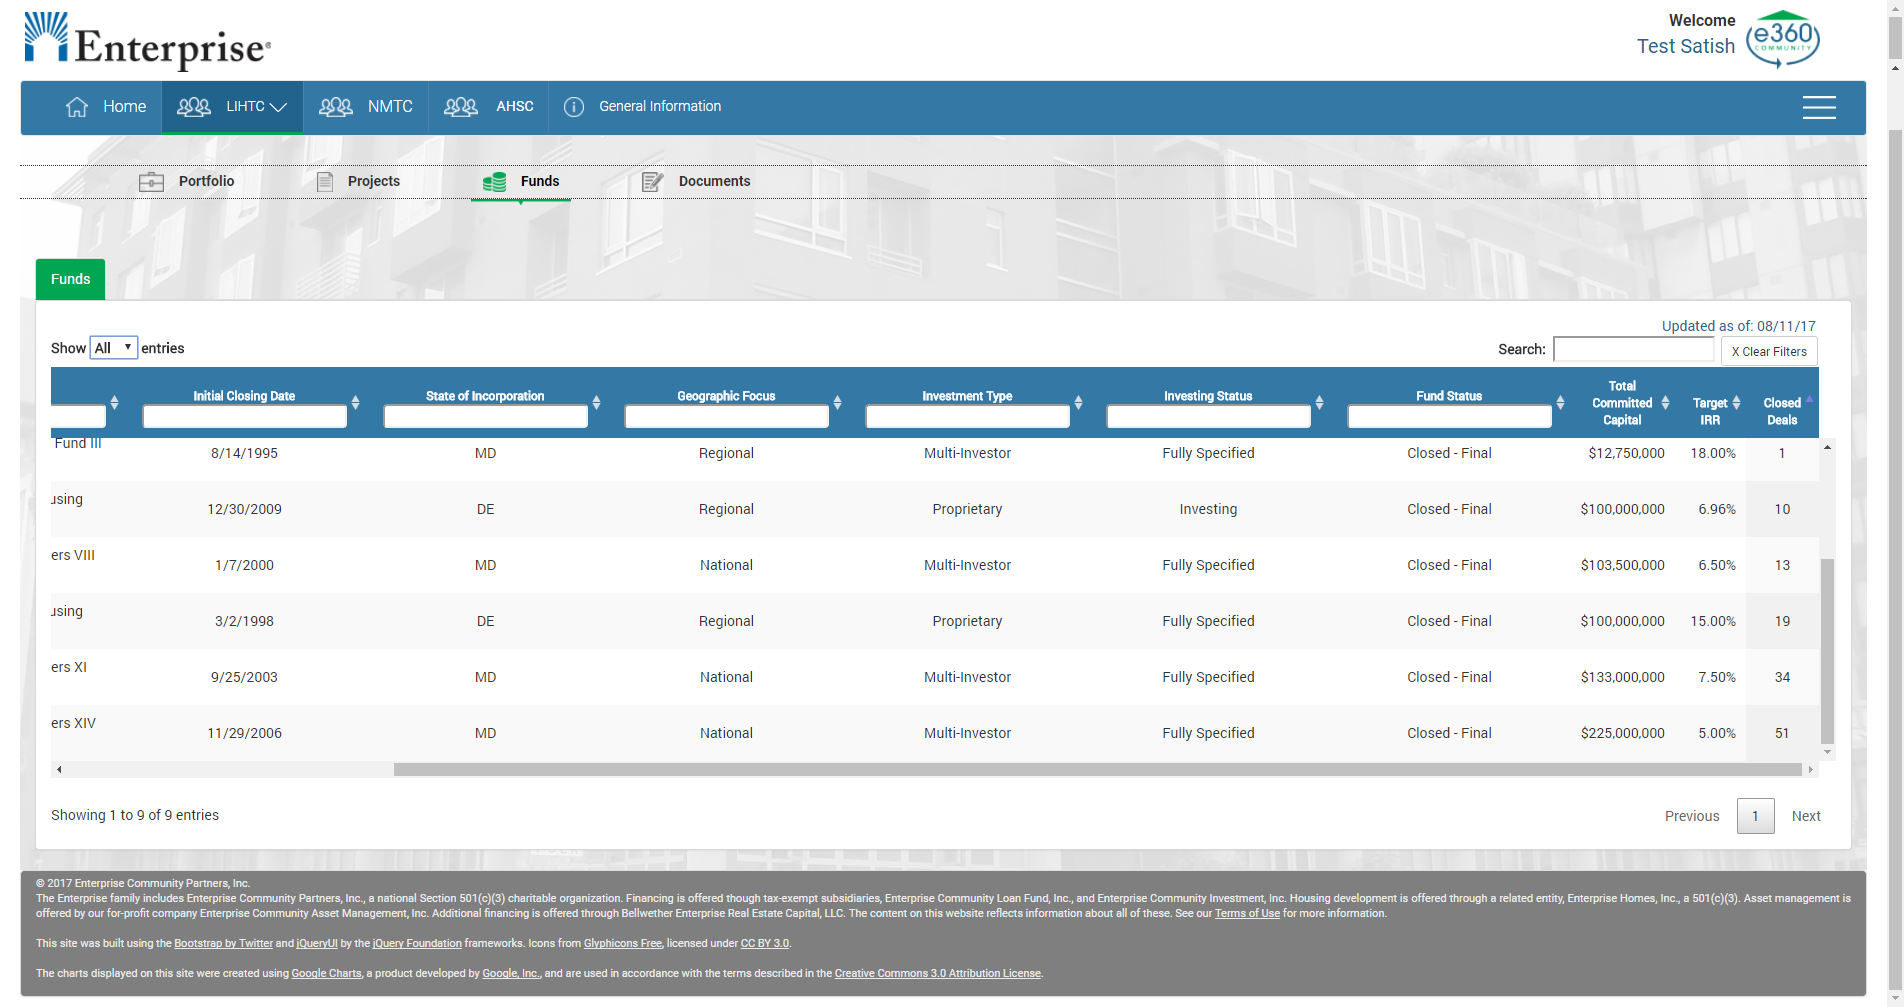 Enterprise®
Welcome
Test Satish
e360
COMMUNITY
Home
LIHTC
NMTC
AHSC
General Information
Portfolio
Projects
Funds
Documents
Funds
Updated as of: 08/11/17
Show All entries
Search:
X Clear Filters
Initial Closing Date State of Incorporation Geographic Focus Investment Type Investing Status Fund Status Total Committed Capital Target IRR Closed Deals
Fund III 8/14/1995 MD Regional Multi-Investor Fully Specified Closed - Final $12,750,000 18.00% 1
using 12/30/2009 DE Regional Proprietary Investing Closed - Final $100,000,000 6.96% 10
ers VIII 1/7/2000 MD National Multi-Investor Fully Specified Closed - Final $103,500,000 6.50% 13
using 3/2/1998 DE Regional Proprietary Fully Specified Closed - Final $100,000,000 15.00% 19
ers XI 9/25/2003 MD National Multi-Investor Fully Specified Closed - Final $133,000,000 7.50% 34
ers XIV 11/29/2006 MD National Multi-Investor Fully Specified Closed - Final $225,000,000 5.00% 51
Showing 1 to 9 of 9 entries
Previous 1 Next
© 2017 Enterprise Community Partners, Inc.
The Enterprise family includes Enterprise Community Partners, Inc., a national Section 501(c)(3) charitable organization. Financing is offered though tax-exempt subsidiaries, Enterprise Community Loan Fund, Inc., and Enterprise Community Investment, Inc. Housing development is offered through a related entity, Enterprise Homes, Inc., a 501(c)(3). Asset management is
offered by our for-profit company Enterprise Community Asset Management, Inc. Additional financing is offered through Bellwether Enterprise Real Estate Capital, LLC. The content on this website reflects information about all of these. See our Terms of Use for more information.
This site was built using the Bootstrap by Twitter and jQueryUI by the jQuery Foundation frameworks. Icons from Glyphicons Free, licensed under CC BY 3.0.
The charts displayed on this site were created using Google Charts, a product developed by Google, Inc., and are used in accordance with the terms described in the Creative Commons 3.0 Attribution License.